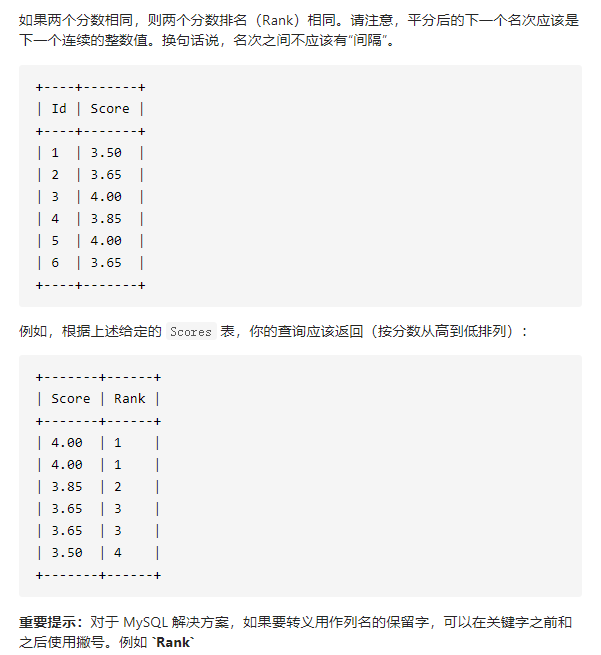 如果两个分数相同，则两个分数排名（Rank）相同。请注意，平分后的下一个名次应该是
下一个连续的整数值。换句话说，名次之间不应该有“间隔”。
+----+-------+
| Id | Score |
+----+-------+
| 1  | 3.50  |
| 2  | 3.65  |
| 3  | 4.00  |
| 4  | 3.85  |
| 5  | 4.00  |
| 6  | 3.65  |
+----+-------+
例如，根据上述给定的 Scores 表，你的查询应该返回（按分数从高到低排列）：
+-------+------+
| Score | Rank |
+-------+------+
| 4.00  | 1    |
| 4.00  | 1    |
| 3.85  | 2    |
| 3.65  | 3    |
| 3.65  | 3    |
| 3.50  | 4    |
+-------+------+
重要提示：对于 MySQL 解决方案，如果要转义用作列名的保留字，可以在关键字之前和
之后使用撇号。例如 `Rank`